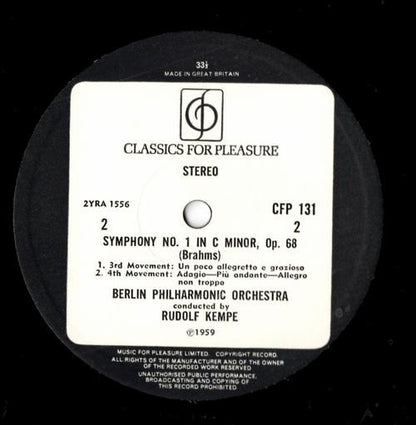 33⅓
MADE IN GREAT BRITAIN
CLASSICS FOR PLEASURE
STEREO
2YRA 1556
CFP 131
2
2
SYMPHONY NO. 1 IN C MINOR, Op. 68
(Brahms)
1. 3rd Movement: Un poco allegretto e grazioso
2. 4th Movement: Adagio—Più andante—Allegro
non troppo
BERLIN PHILHARMONIC ORCHESTRA
conducted by
RUDOLF KEMPE
℗1959
MUSIC FOR PLEASURE LIMITED. COPYRIGHT RECORD.
ALL RIGHTS OF THE MANUFACTURER AND OF THE OWNER
OF THE RECORDED WORK RESERVED
UNAUTHORISED PUBLIC PERFORMANCE,
BROADCASTING AND COPYING OF
THIS RECORD PROHIBITED